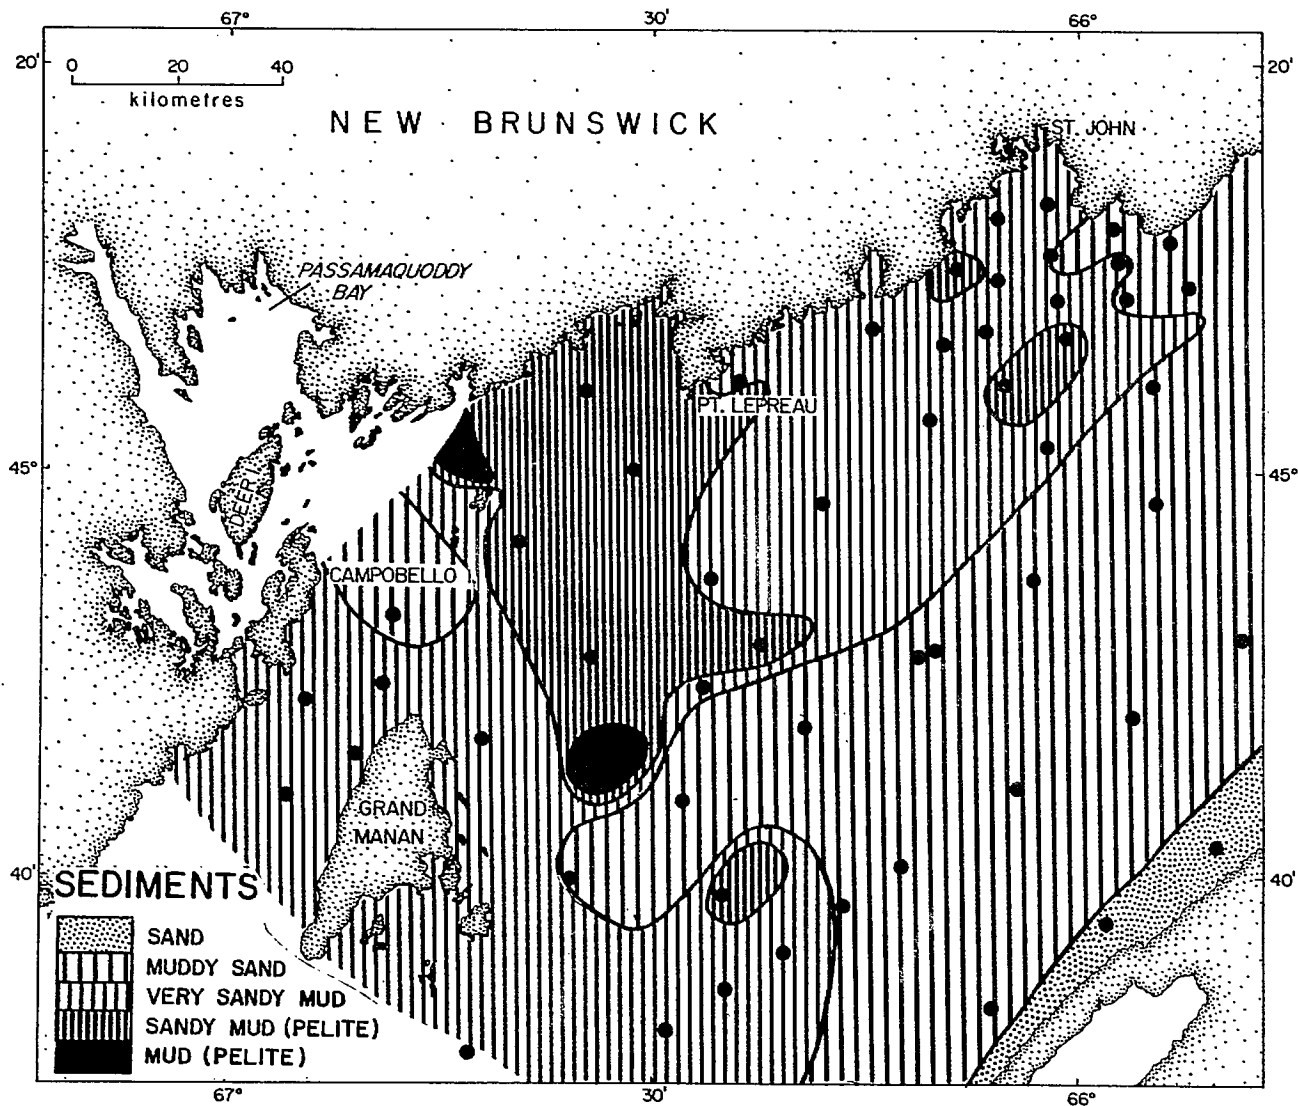 67° 30' 66°
20' 20'
0 20 40
kilometres
NEW BRUNSWICK
ST. JOHN
PASSAMAQUODDY
BAY
PT. LEPREAU
45° 45°
DEER I.
CAMPOBELLO I.
GRAND
MANAN
40' 40'
SEDIMENTS
SAND
MUDDY SAND
VERY SANDY MUD
SANDY MUD (PELITE)
MUD (PELITE)
67° 30' 66°